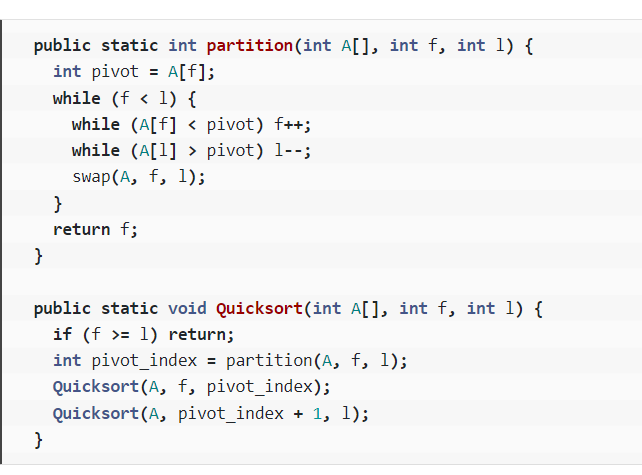 public static int partition(int A[], int f, int l) {
  int pivot = A[f];
  while (f < l) {
    while (A[f] < pivot) f++;
    while (A[l] > pivot) l--;
    swap(A, f, l);
  }
  return f;
}

public static void Quicksort(int A[], int f, int l) {
  if (f >= l) return;
  int pivot_index = partition(A, f, l);
  Quicksort(A, f, pivot_index);
  Quicksort(A, pivot_index + 1, l);
}